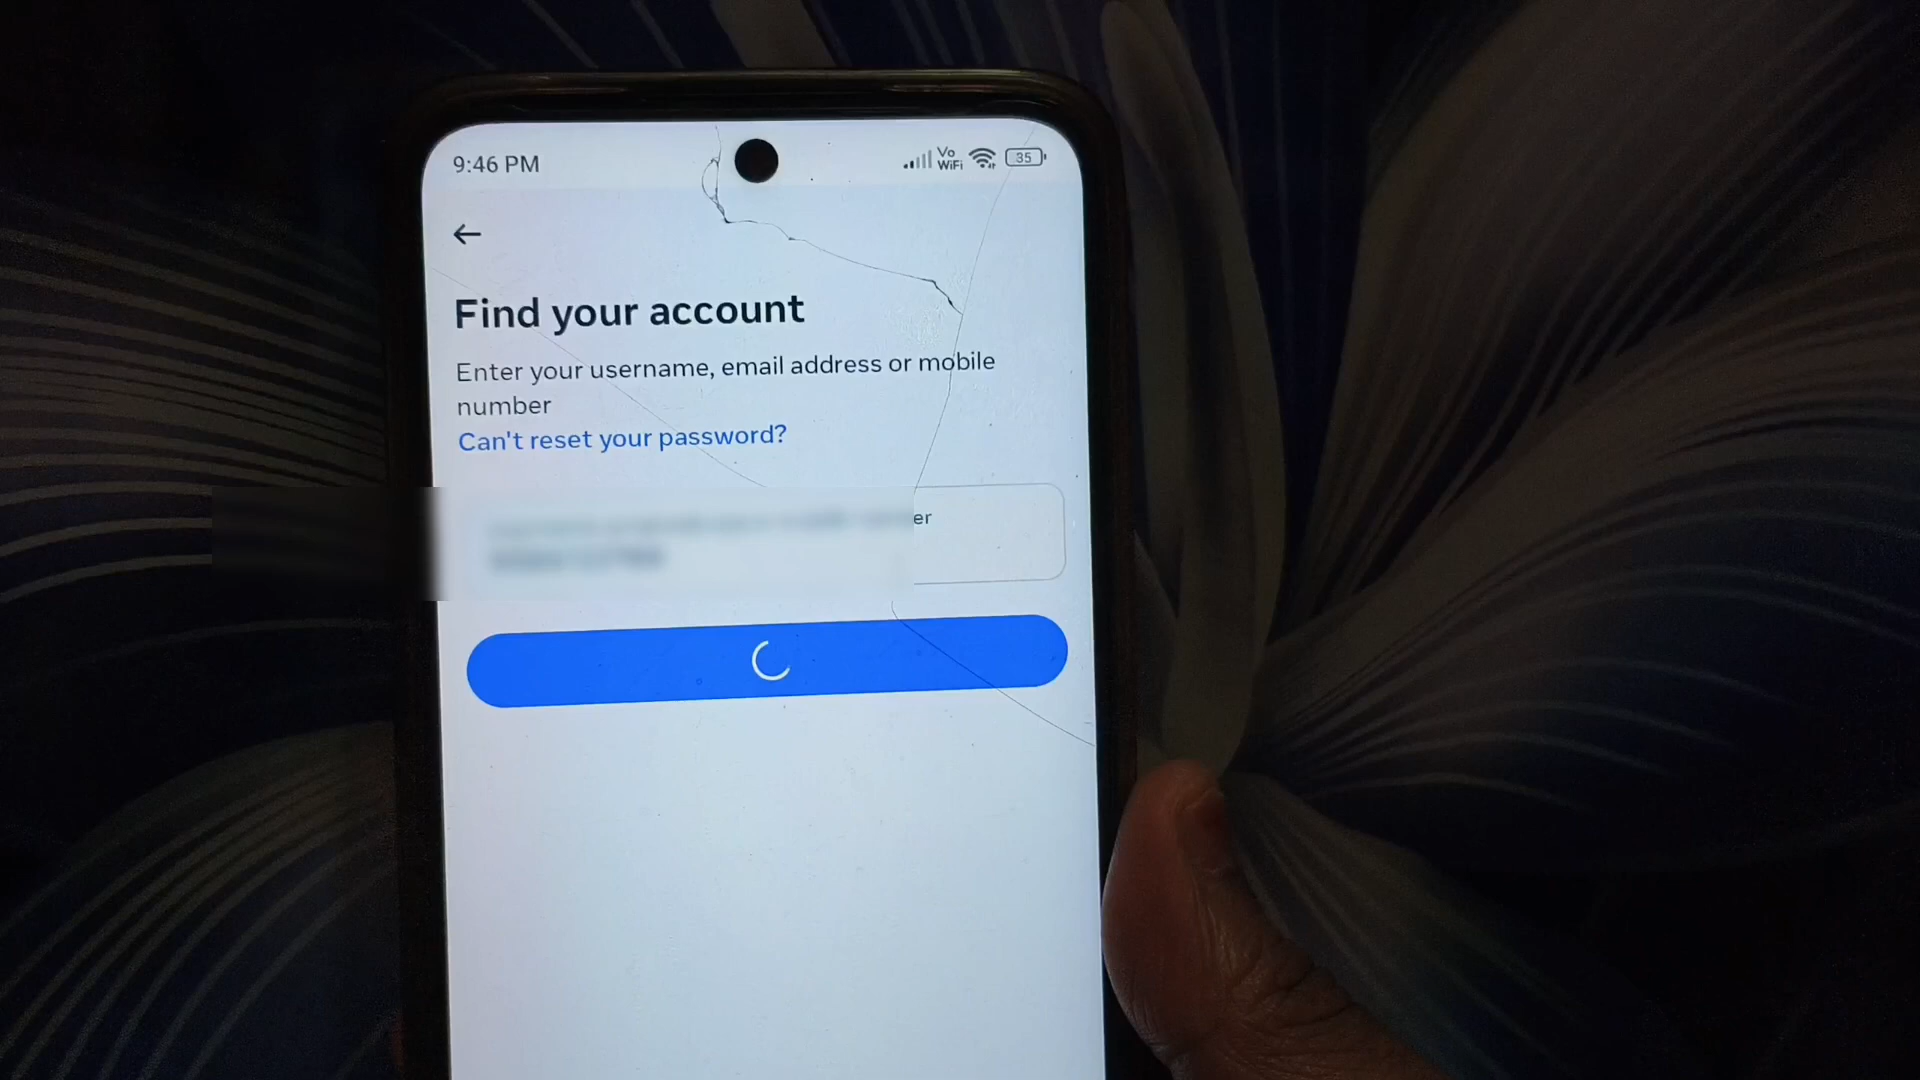 9:46 PM
Vo
WiFi
35
Find your account
Enter your username, email address or mobile
number
Can't reset your password?
er